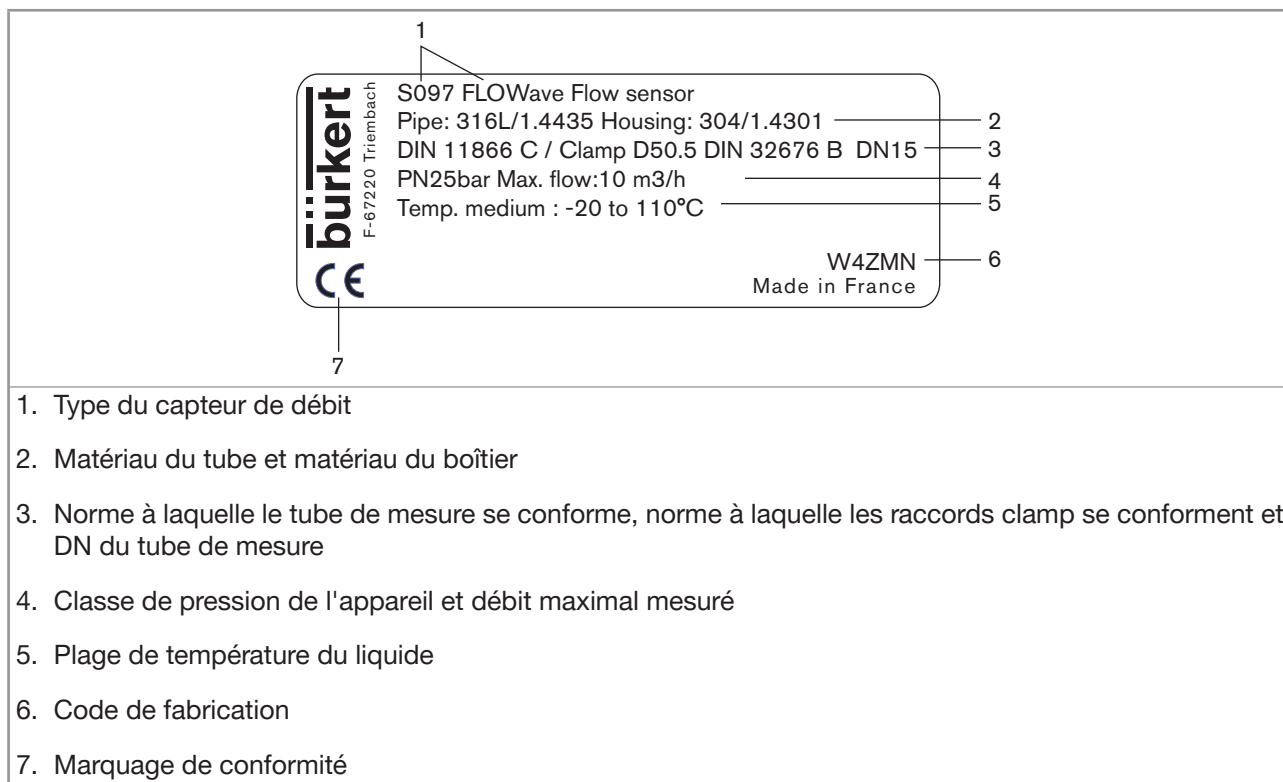 1
bürkert
F-67220 Triembach
S097 FLOWave Flow sensor
Pipe: 316L/1.4435 Housing: 304/1.4301
2
DIN 11866 C / Clamp D50.5 DIN 32676 B DN15
3
PN25bar Max. flow:10 m3/h
4
Temp. medium : -20 to 110°C
5
W4ZMN
6
Made in France
CE
7
1. Type du capteur de débit
2. Matériau du tube et matériau du boîtier
3. Norme à laquelle le tube de mesure se conforme, norme à laquelle les raccords clamp se conforment et
DN du tube de mesure
4. Classe de pression de l'appareil et débit maximal mesuré
5. Plage de température du liquide
6. Code de fabrication
7. Marquage de conformité